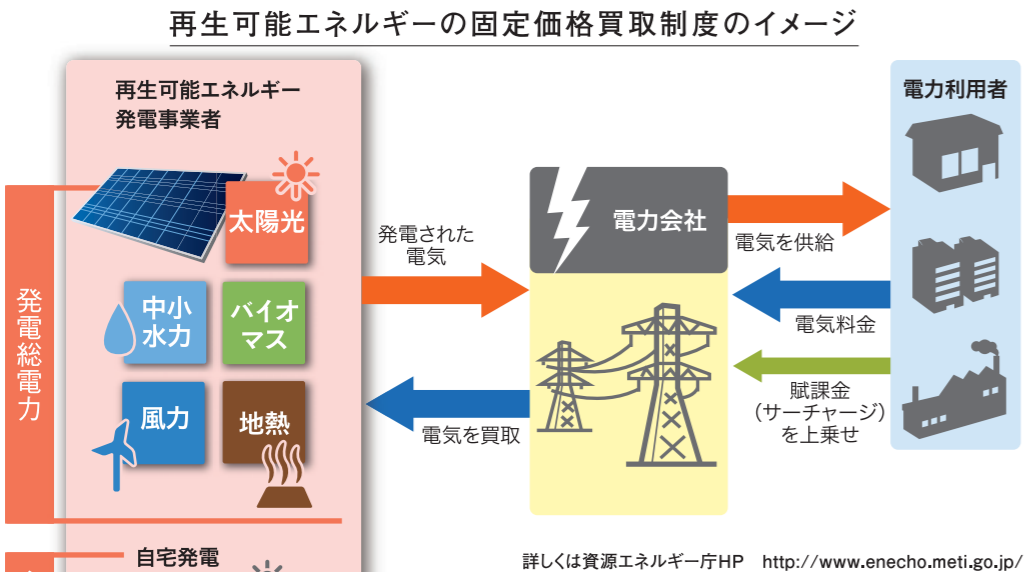 再生可能エネルギーの固定価格買取制度のイメージ
再生可能エネルギー
発電事業者
太陽光
中小
水力
バイオ
マス
風力
地熱
発電総電力
自宅発電
発電された
電気
電気を買取
電力会社
電気を供給
電気料金
賦課金
(サーチャージ)
を上乗せ
電力利用者
詳しくは資源エネルギー庁HP http://www.enecho.meti.go.jp/